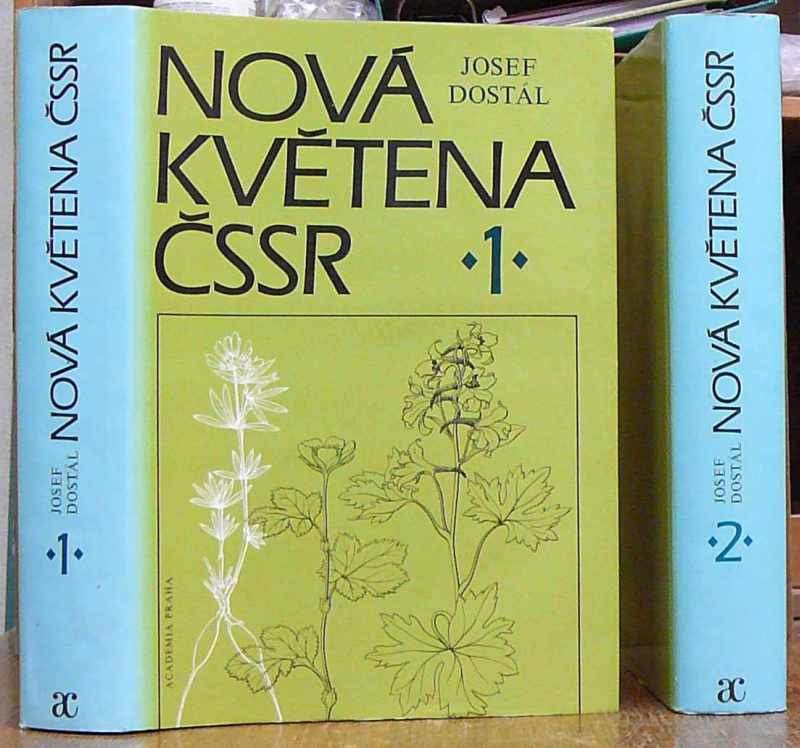 NOVÁ KVĚTENA ČSSR
JOSEF
DOSTÁL
•1•
ac
NOVÁ
KVĚTENA
ČSSR
JOSEF
DOSTÁL
•1•
ACADEMIA PRAHA
NOVÁ KVĚTENA ČSSR
JOSEF
DOSTÁL
•2•
ac